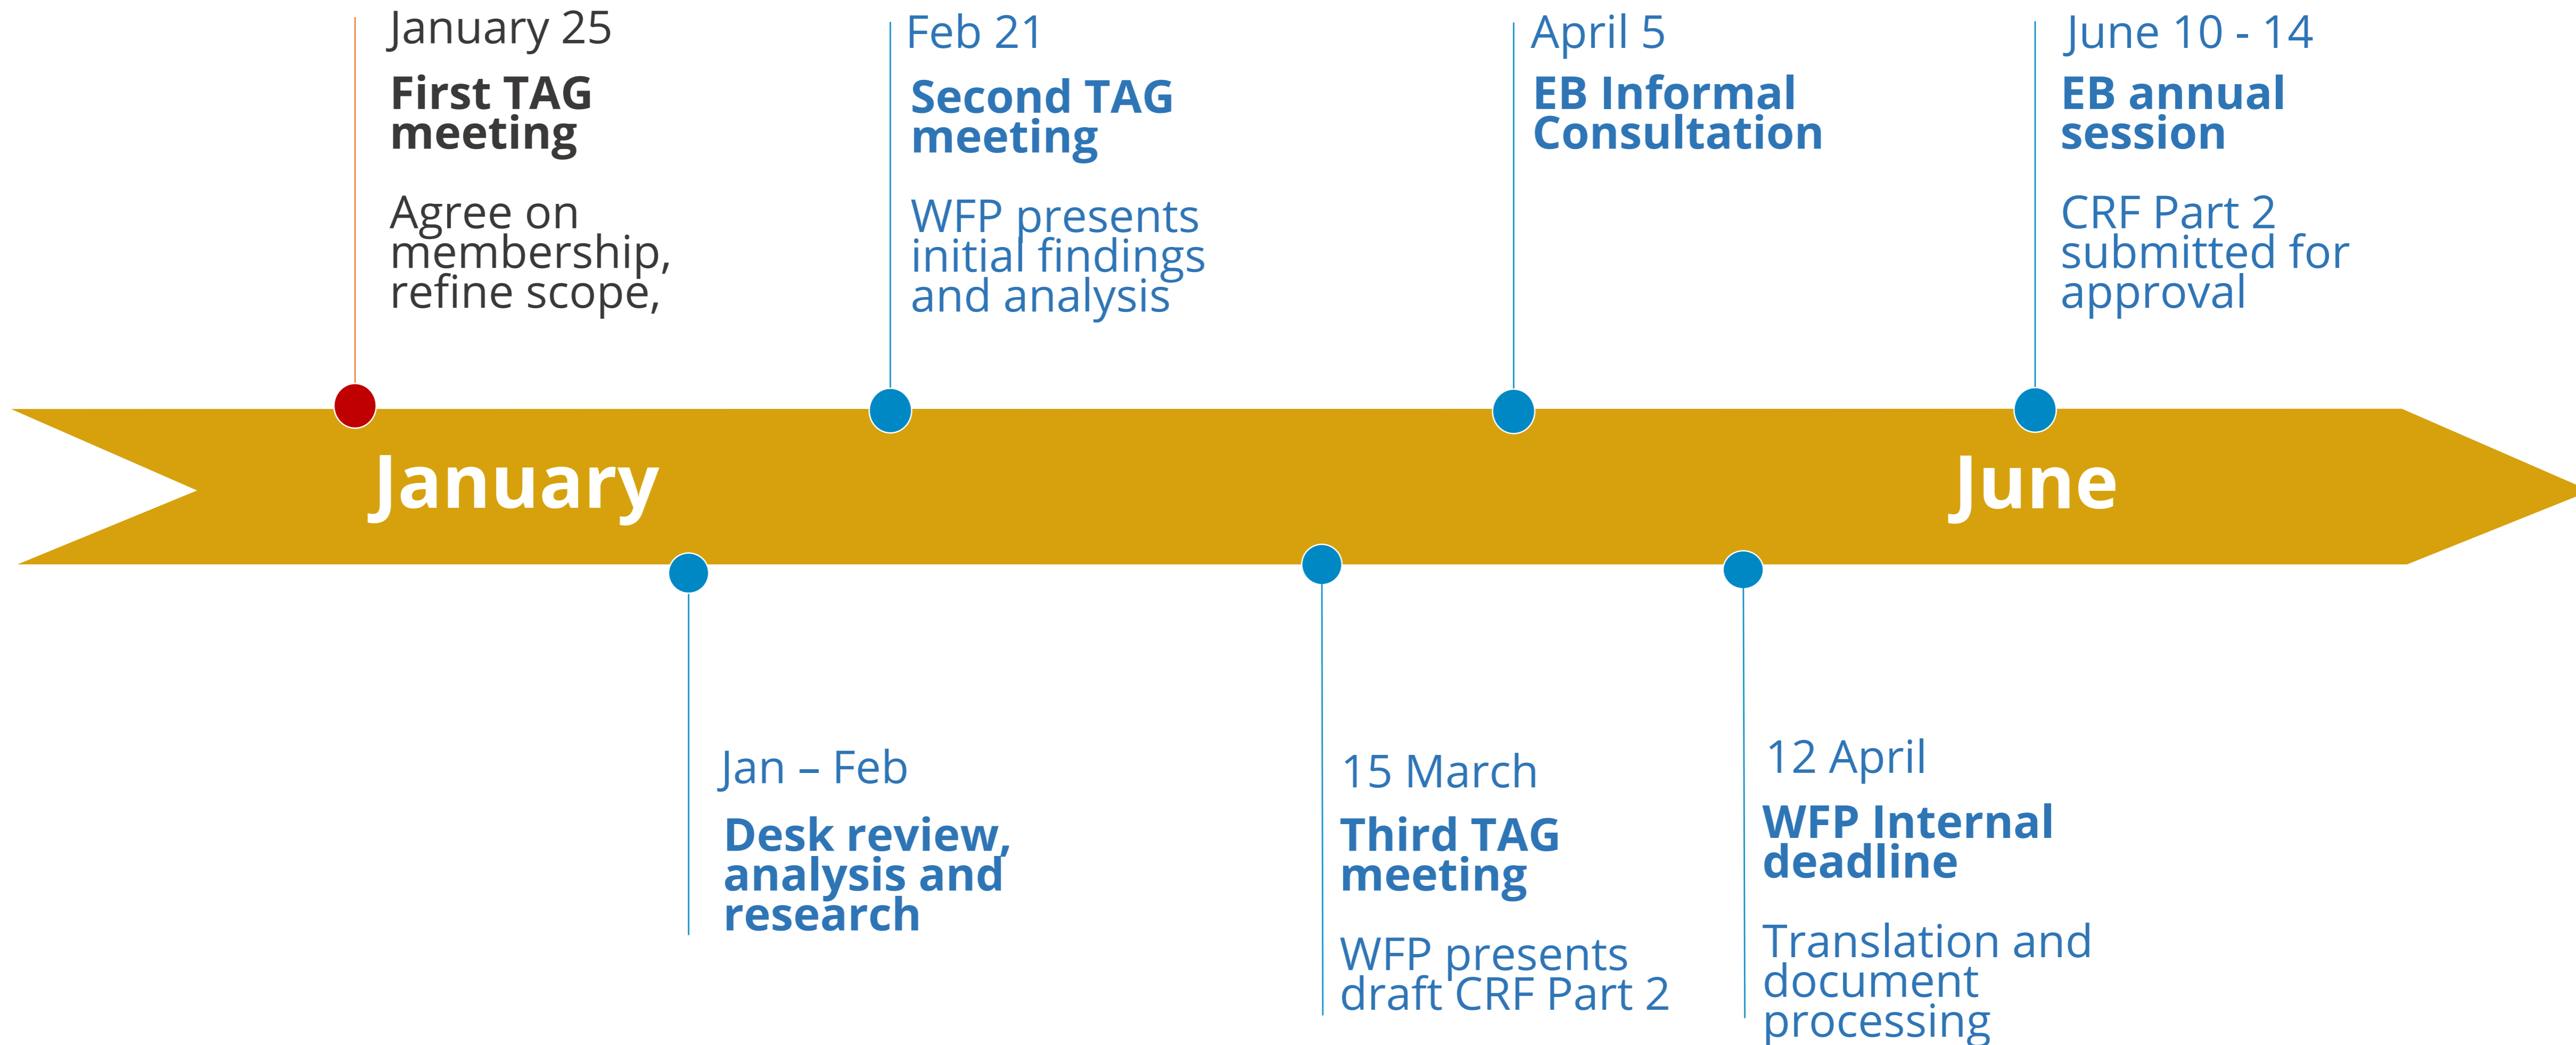 January 25
First TAG
meeting
Agree on
membership,
refine scope,
Feb 21
Second TAG
meeting
WFP presents
initial findings
and analysis
April 5
EB Informal
Consultation
June 10 - 14
EB annual
session
CRF Part 2
submitted for
approval
January
June
Jan – Feb
Desk review,
analysis and
research
15 March
Third TAG
meeting
WFP presents
draft CRF Part 2
12 April
WFP Internal
deadline
Translation and
document
processing